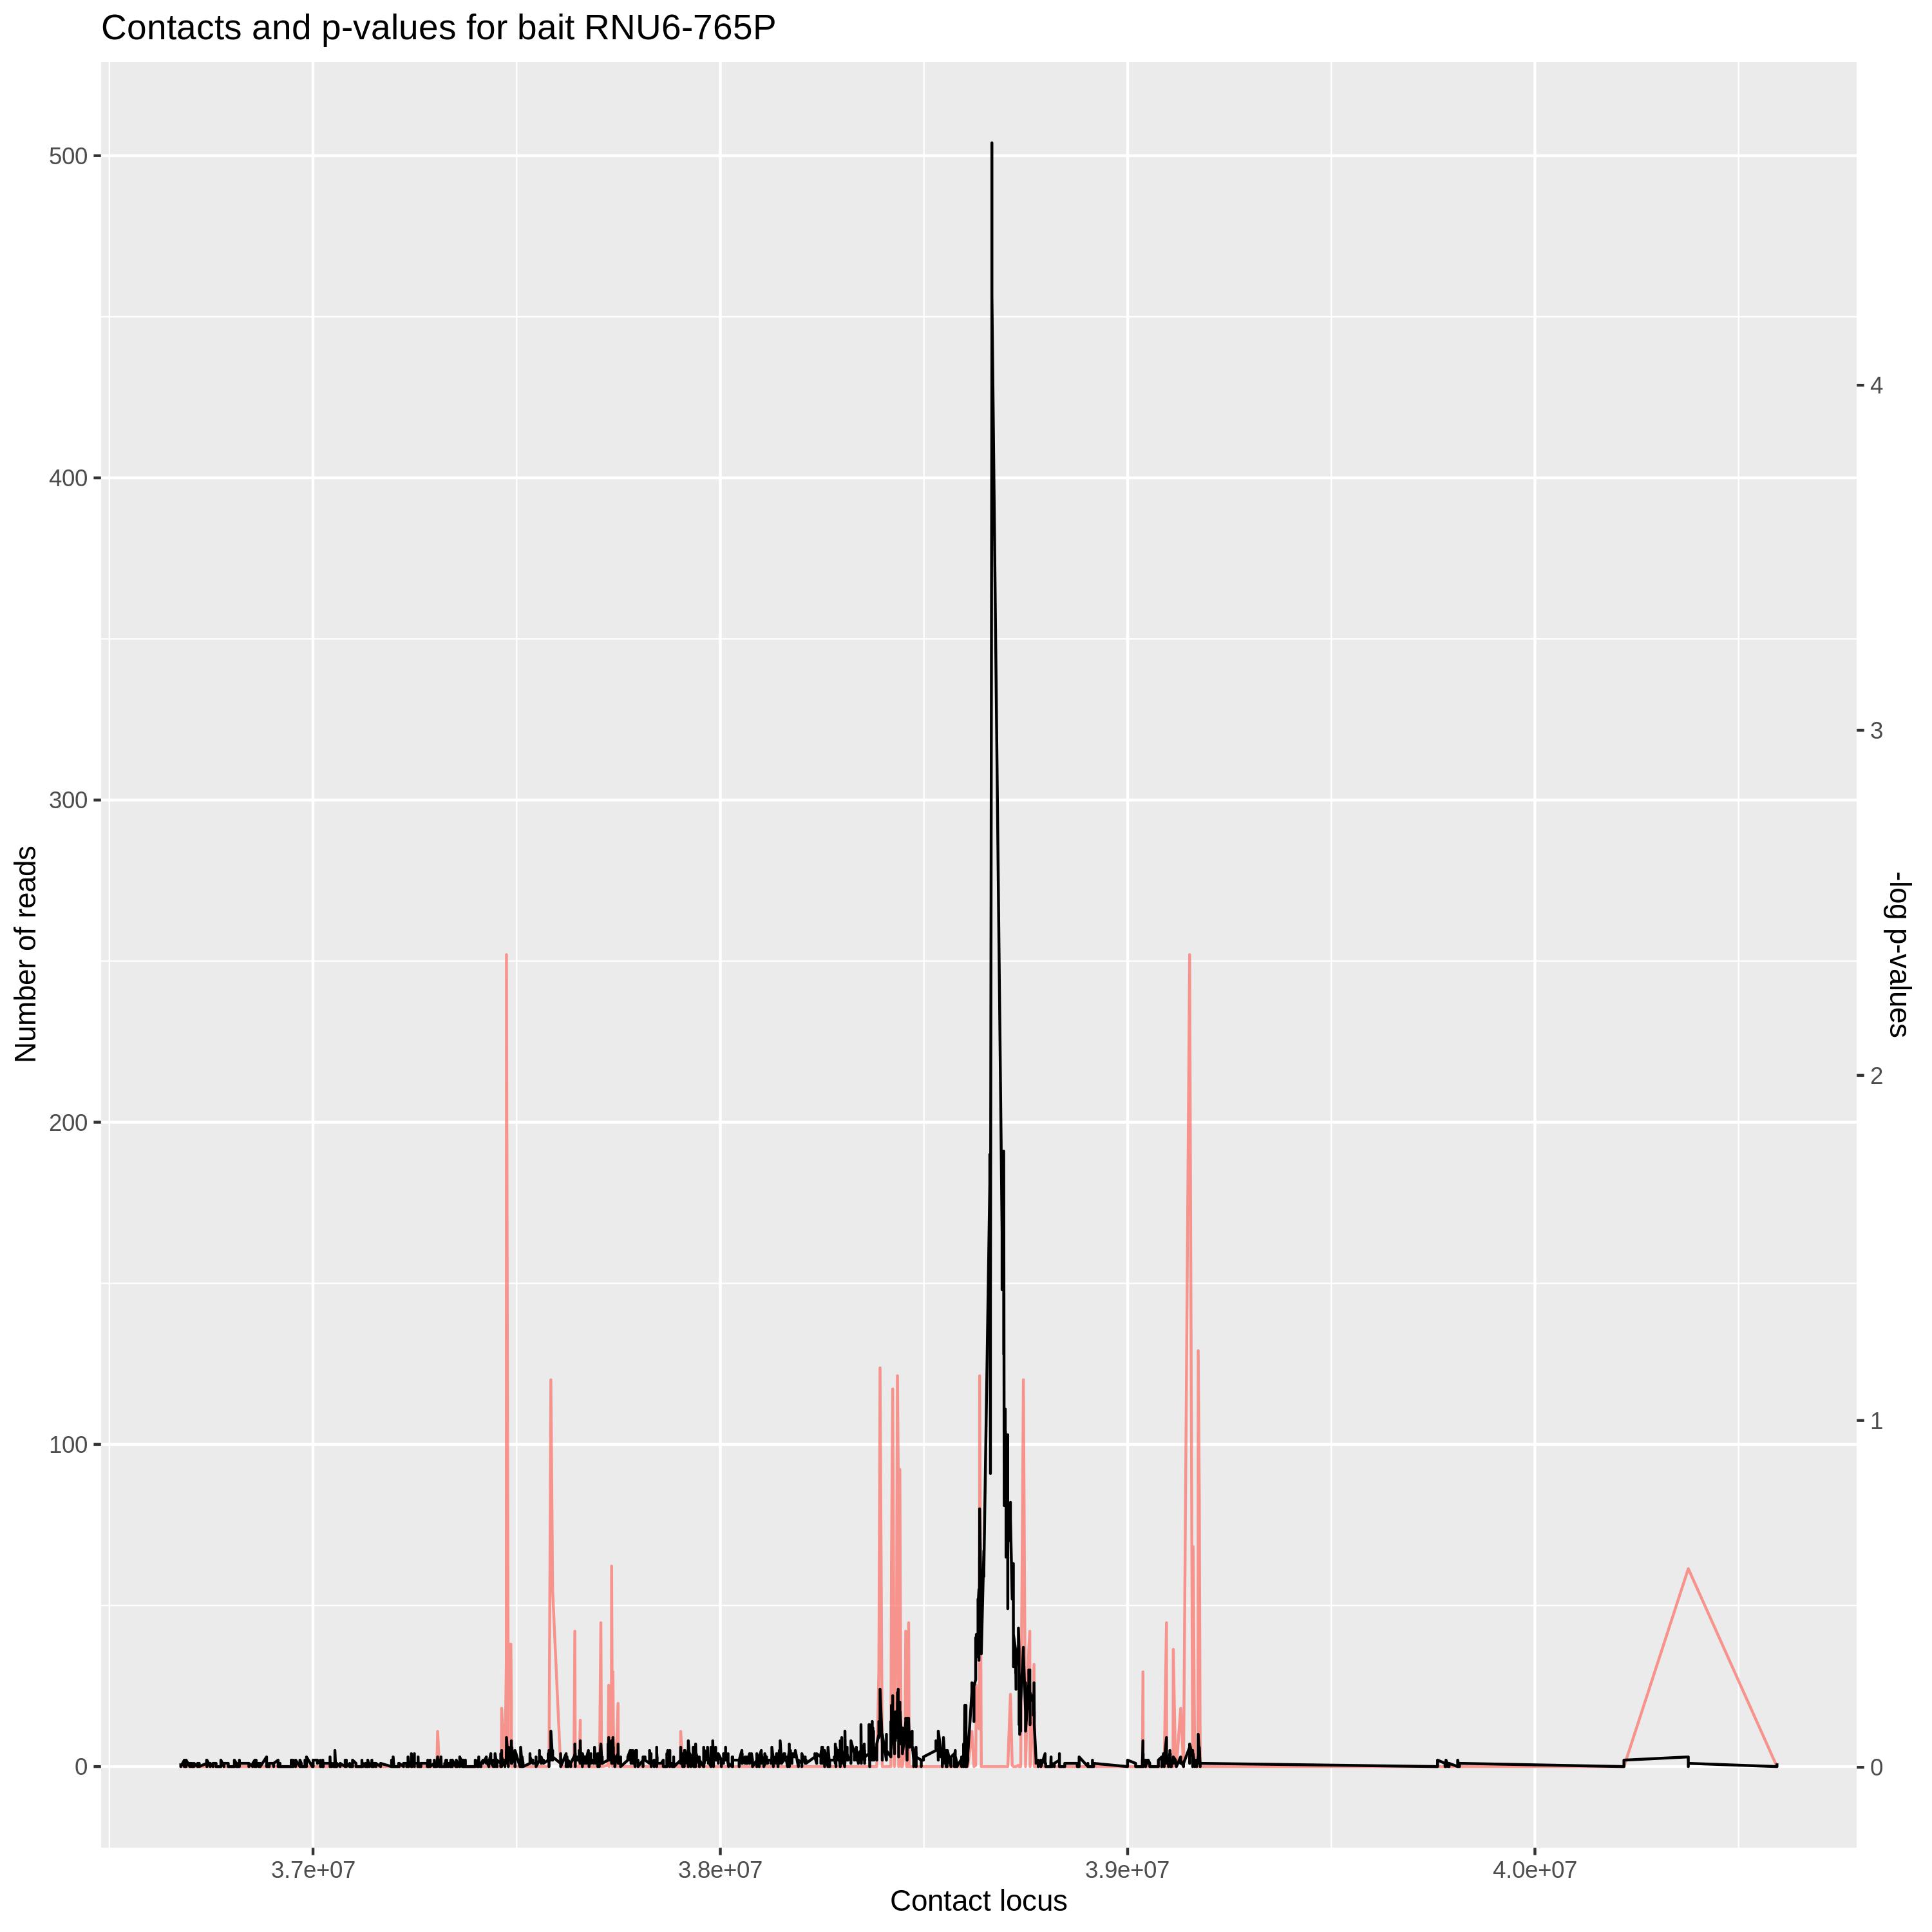 Contacts and p-values for bait RNU6-765P
500
400
300
200
100
0
Number of reads
4
3
2
1
0
-log p-values
3.7e+07
3.8e+07
3.9e+07
4.0e+07
Contact locus